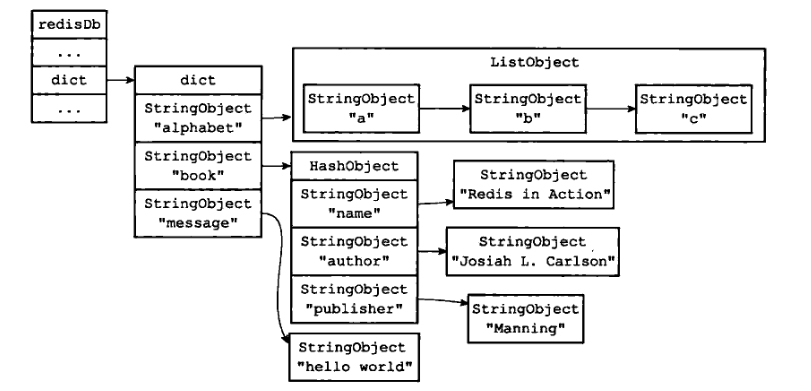 redisDb
...
dict
...
dict
StringObject
"alphabet"
StringObject
"book"
StringObject
"message"
ListObject
StringObject
"a"
StringObject
"b"
StringObject
"c"
HashObject
StringObject
"name"
StringObject
"author"
StringObject
"publisher"
StringObject
"Redis in Action"
StringObject
"Josiah L. Carlson"
StringObject
"Manning"
StringObject
"hello world"